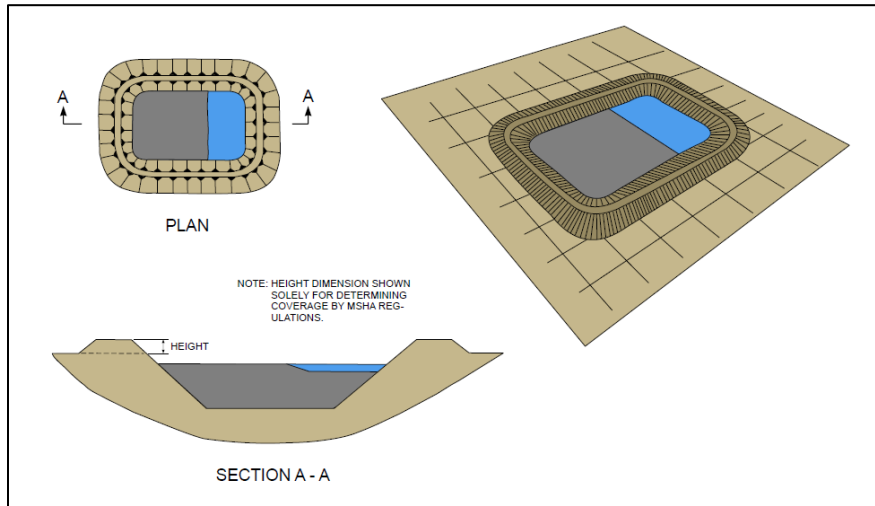 A
A
PLAN
NOTE: HEIGHT DIMENSION SHOWN
SOLELY FOR DETERMINING
COVERAGE BY MSHA REG-
ULATIONS.
HEIGHT
SECTION A - A